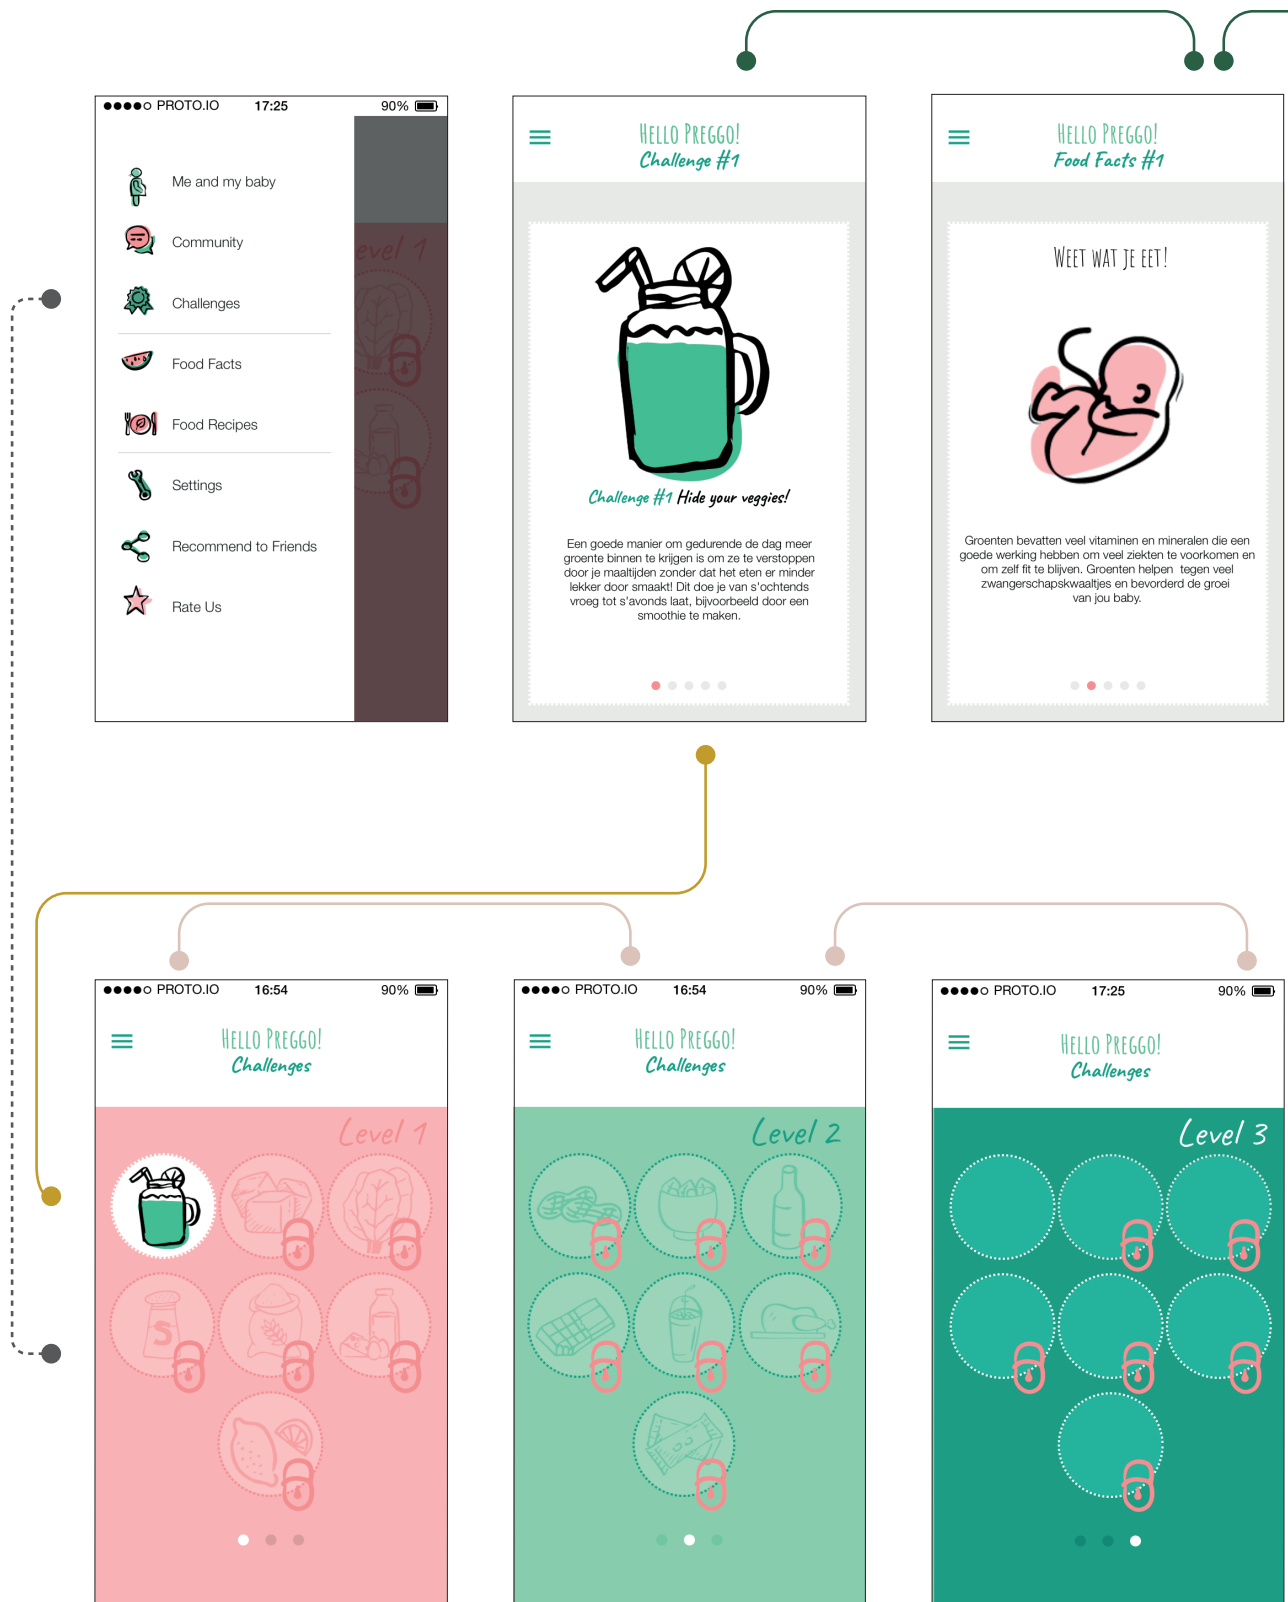 PROTO.IO 17:25 90%
Me and my baby
Community
Challenges
Food Facts
Food Recipes
Settings
Recommend to Friends
Rate Us
evel 1
HELLO PREGGO!
Challenge #1
Challenge #1 Hide your veggies!
Een goede manier om gedurende de dag meer
groente binnen te krijgen is om ze te verstoppen
door je maaltijden zonder dat het eten er minder
lekker door smaakt! Dit doe je van s'ochtends
vroeg tot s'avonds laat, bijvoorbeeld door een
smoothie te maken.
HELLO PREGGO!
Food Facts #1
WEET WAT JE EET!
Groenten bevatten veel vitaminen en mineralen die een
goede werking hebben om veel ziekten te voorkomen en
om zelf fit te blijven. Groenten helpen tegen veel
zwangerschapskwaaltjes en bevorderd de groei
van jou baby.
PROTO.IO 16:54 90%
HELLO PREGGO!
Challenges
Level 1
S
PROTO.IO 16:54 90%
HELLO PREGGO!
Challenges
Level 2
PROTO.IO 17:25 90%
HELLO PREGGO!
Challenges
Level 3